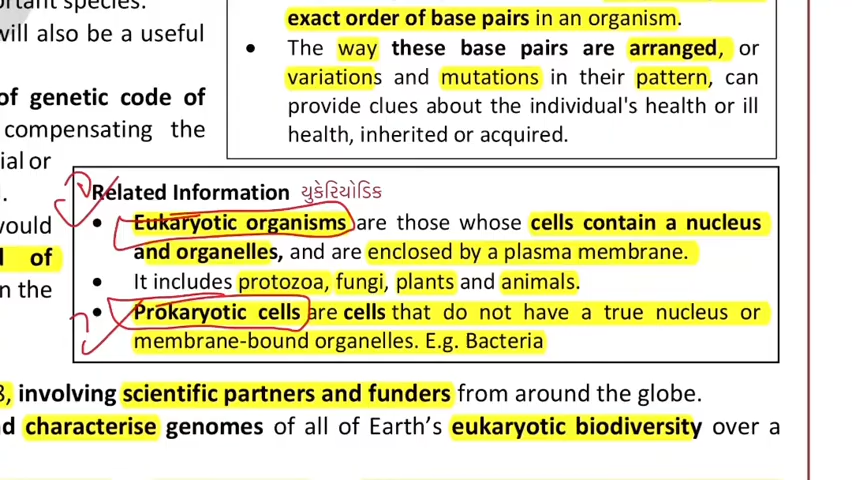 exact order of base pairs in an organism.
• The way these base pairs are arranged, or
variations and mutations in their pattern, can
provide clues about the individual's health or ill
health, inherited or acquired.
portant species.
will also be a useful
of genetic code of
compensating the
ial or
.
would
d of
n the
Related Information યુકેરિયોડિક
• Eukaryotic organisms are those whose cells contain a nucleus
and organelles, and are enclosed by a plasma membrane.
• It includes protozoa, fungi, plants and animals.
• Prokaryotic cells are cells that do not have a true nucleus or
membrane-bound organelles. E.g. Bacteria
3, involving scientific partners and funders from around the globe.
nd characterise genomes of all of Earth's eukaryotic biodiversity over a